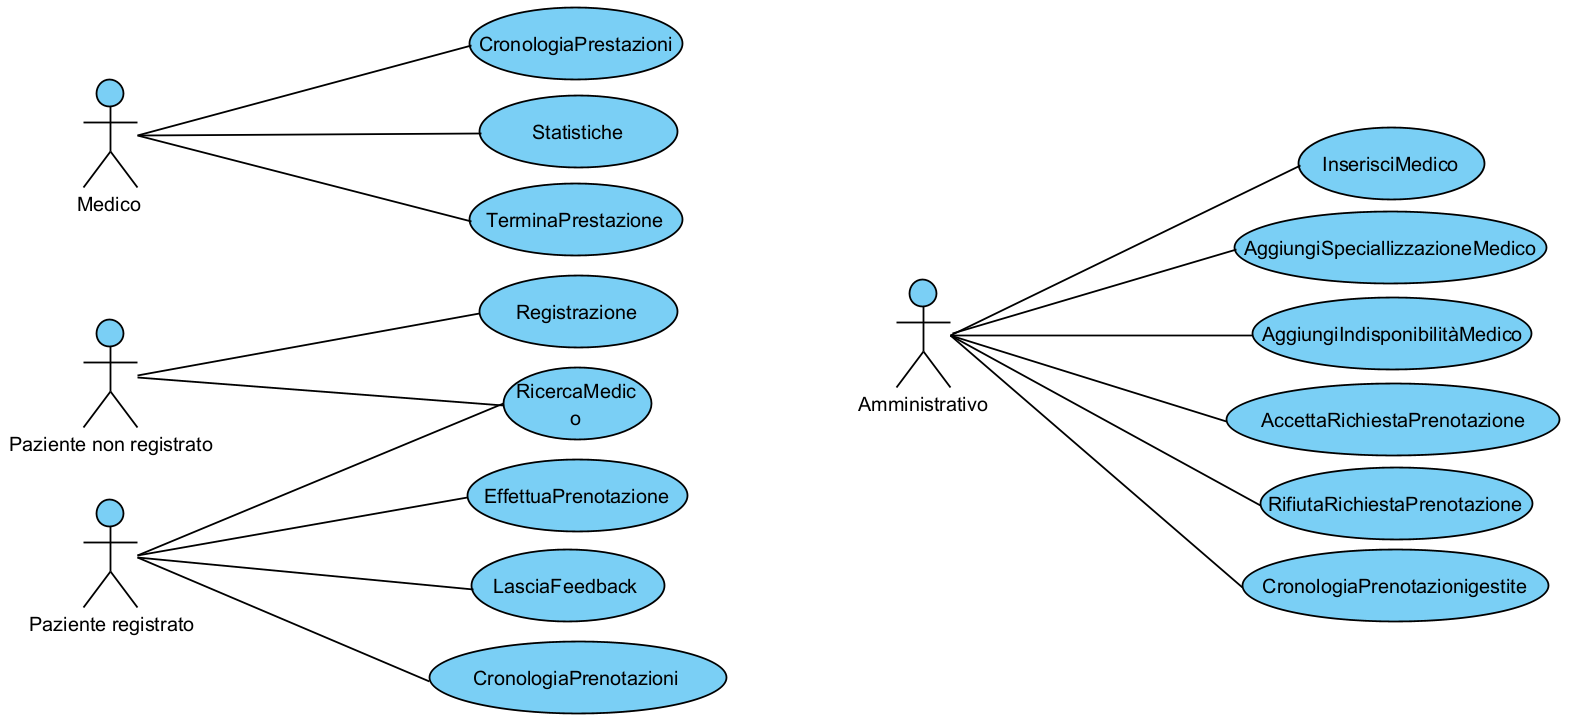 CronologiaPrestazioni
Statistiche
TerminaPrestazione
Medico
Registrazione
RicercaMedic
o
Paziente non registrato
EffettuaPrenotazione
LasciaFeedback
CronologiaPrenotazioni
Paziente registrato
InserisciMedico
AggiungiSpeciallizzazioneMedico
AggiungiIndisponibilitàMedico
Amministrativo
AccettaRichiestaPrenotazione
RifiutaRichiestaPrenotazione
CronologiaPrenotazionigestite